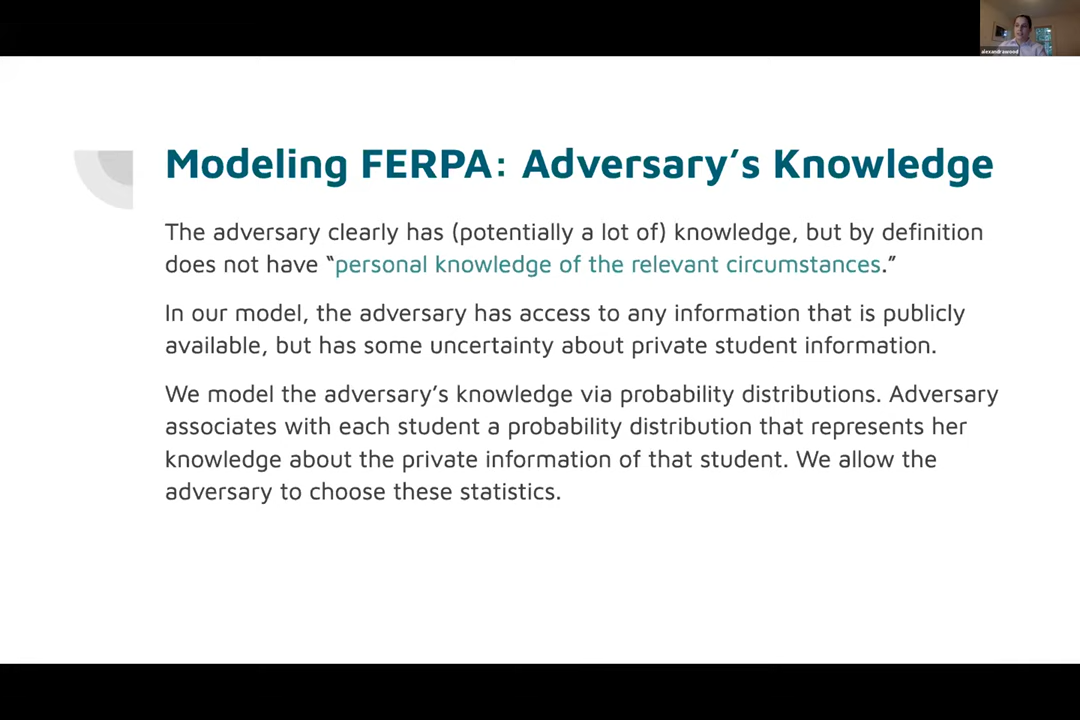 alexandrawood
Modeling FERPA: Adversary’s Knowledge
The adversary clearly has (potentially a lot of) knowledge, but by definition
does not have “personal knowledge of the relevant circumstances.”
In our model, the adversary has access to any information that is publicly
available, but has some uncertainty about private student information.
We model the adversary’s knowledge via probability distributions. Adversary
associates with each student a probability distribution that represents her
knowledge about the private information of that student. We allow the
adversary to choose these statistics.